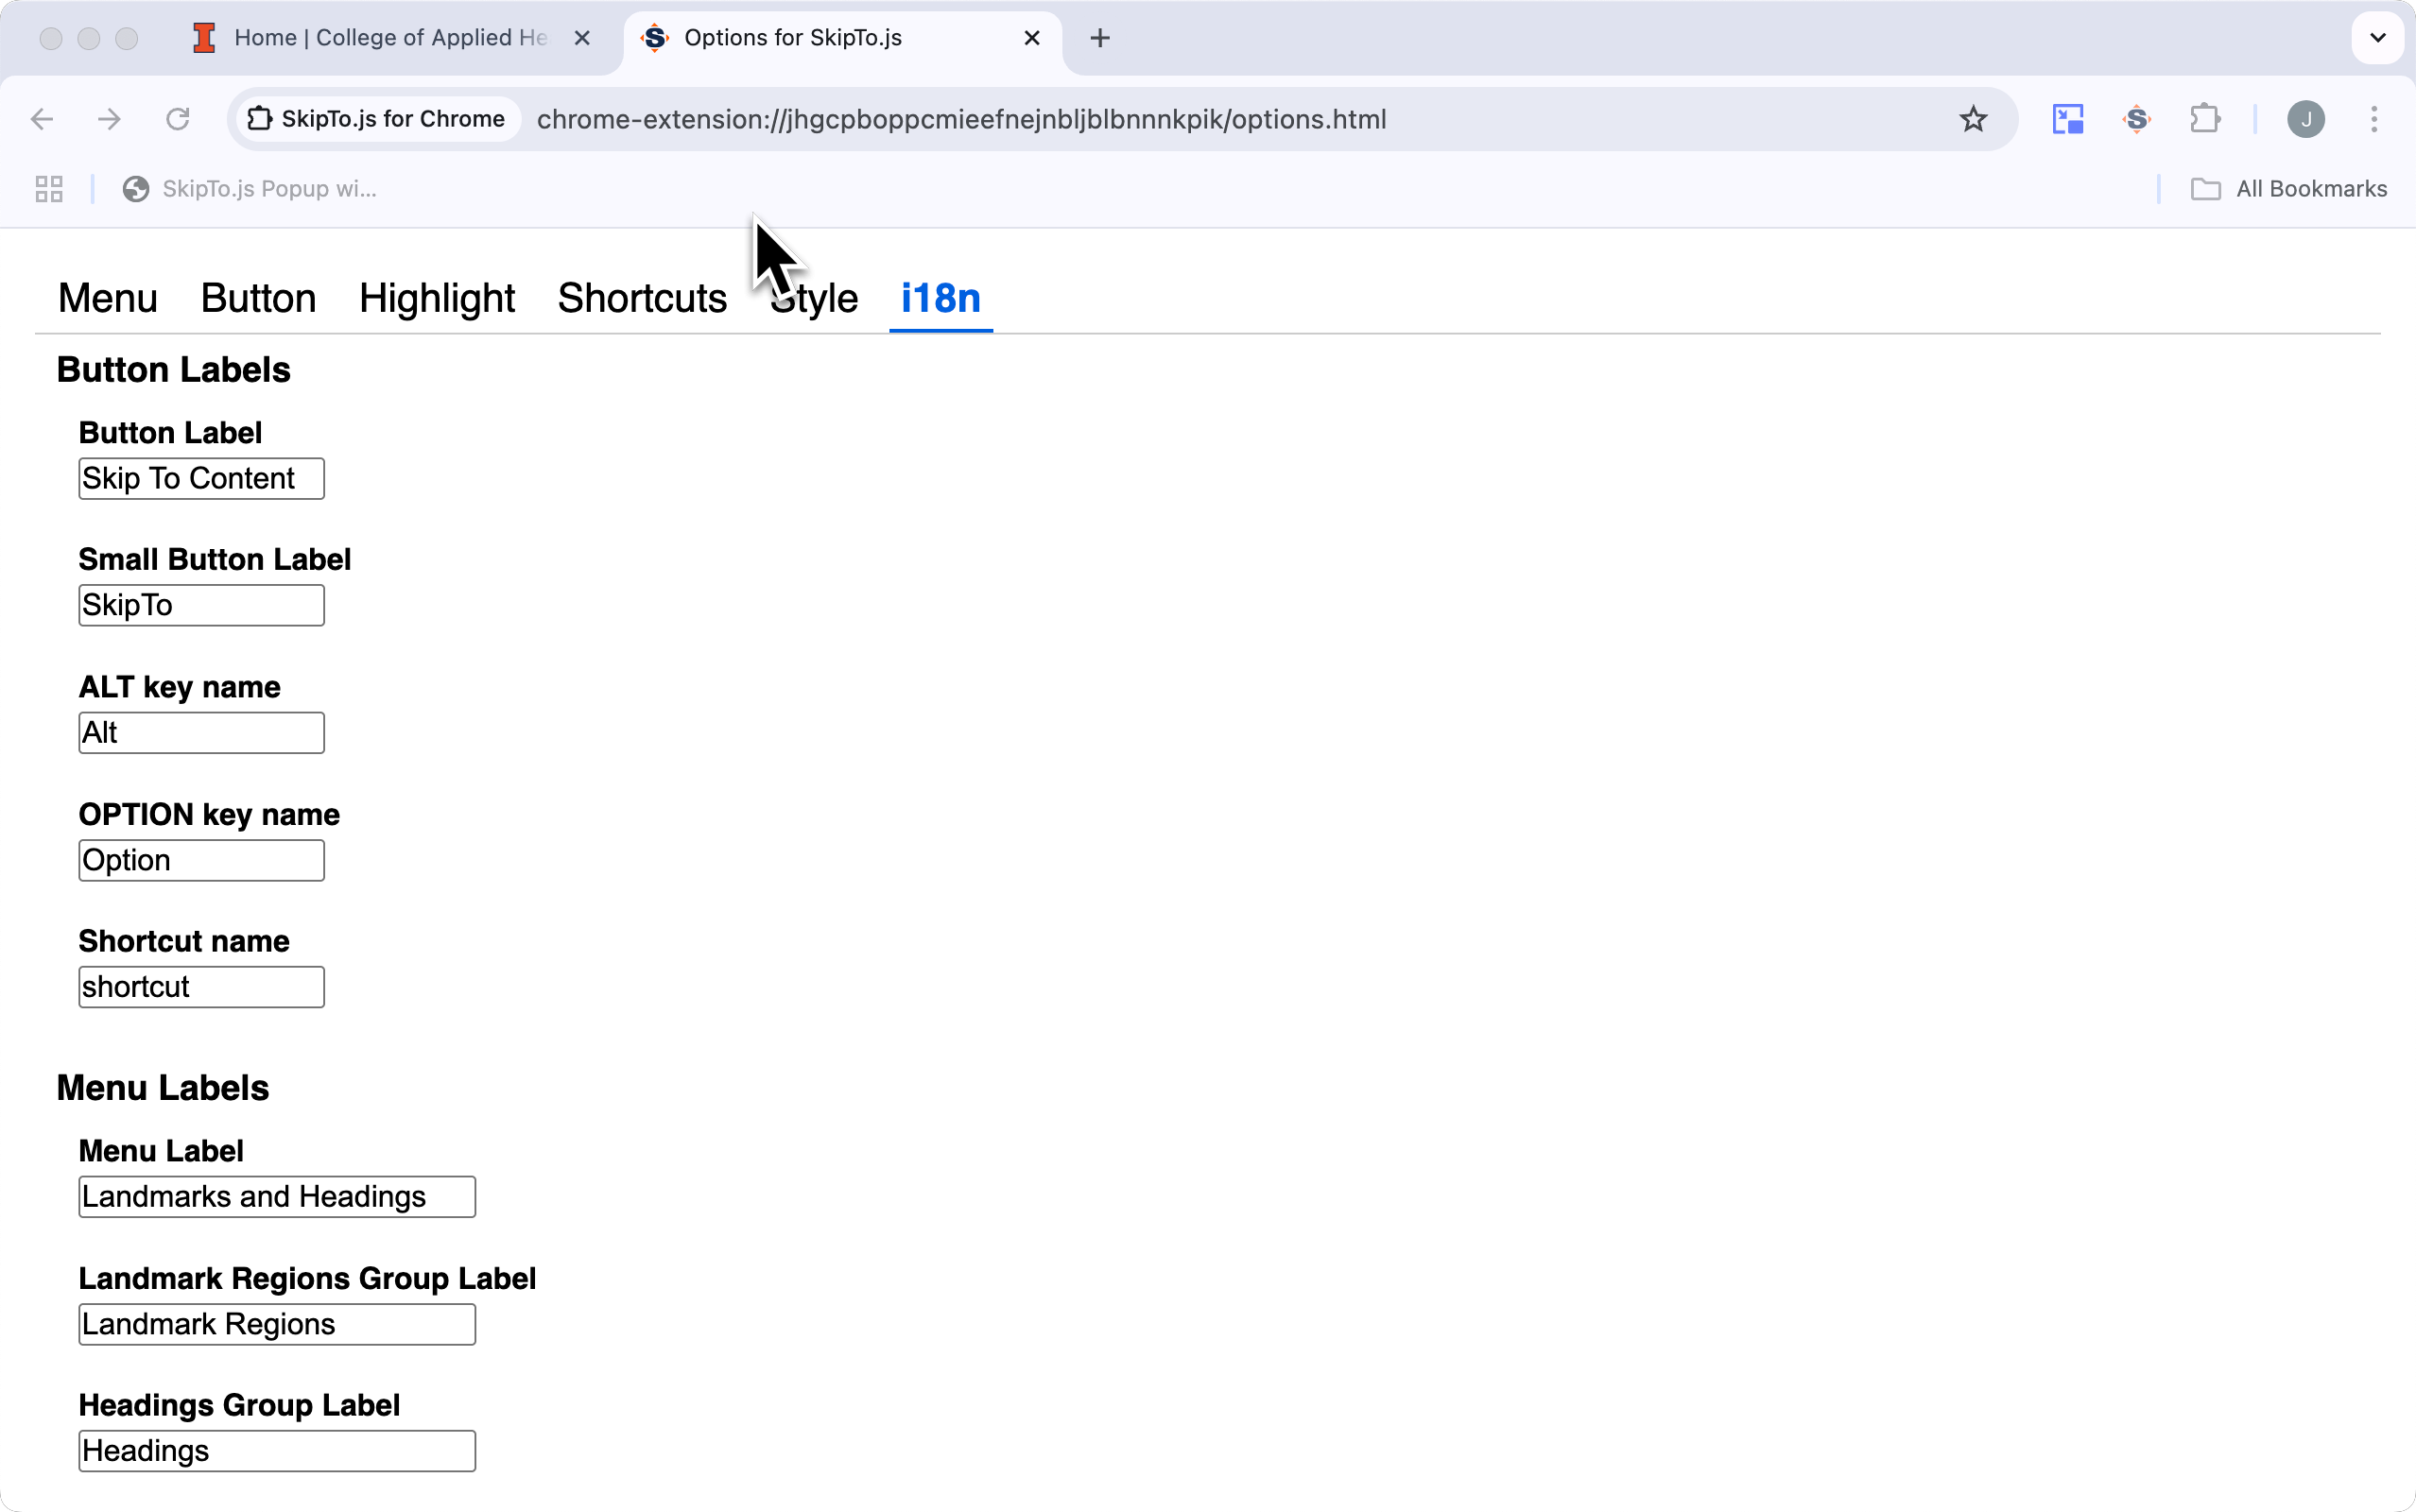 Home | College of Applied He
Options for SkipTo.js
SkipTo.js for Chrome
chrome-extension://jhgcpboppcmieefnejnbljblbnnnkpik/options.html
J
SkipTo.js Popup wi...
All Bookmarks
Menu Button Highlight Shortcuts Style i18n
Button Labels
Button Label
Skip To Content
Small Button Label
SkipTo
ALT key name
Alt
OPTION key name
Option
Shortcut name
shortcut
Menu Labels
Menu Label
Landmarks and Headings
Landmark Regions Group Label
Landmark Regions
Headings Group Label
Headings